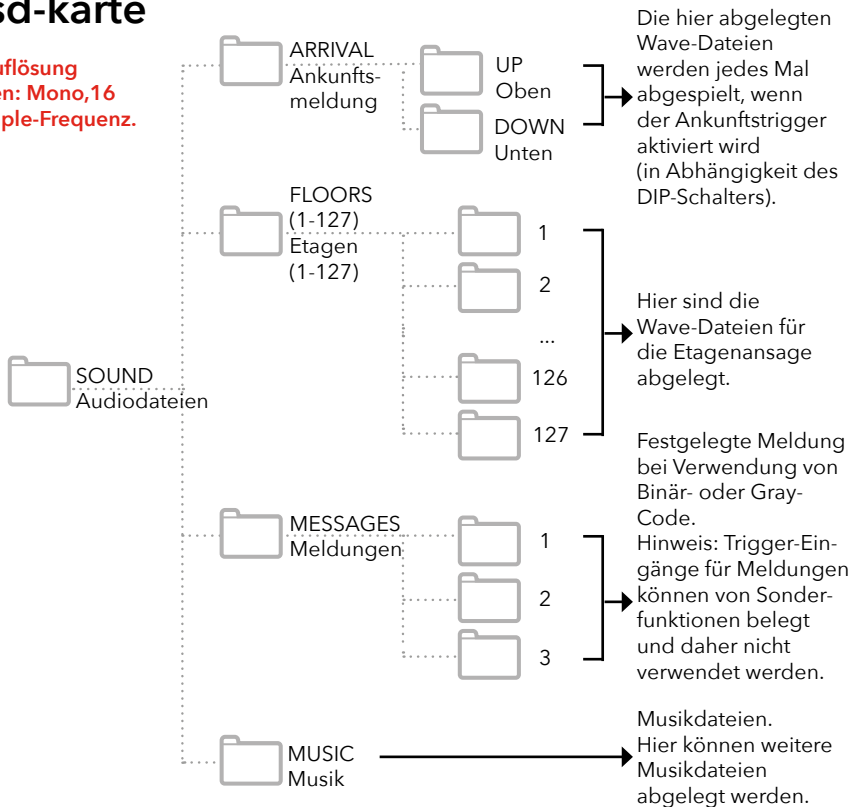 sd-karte
uflösung
en: Mono,16
ple-Frequenz.
ARRIVAL
Ankunfts-
meldung
UP
Oben
DOWN
Unten
Die hier abgelegten
Wave-Dateien
werden jedes Mal
abgespielt, wenn
der Ankunftstrigger
aktiviert wird
(in Abhängigkeit des
DIP-Schalters).
FLOORS
(1-127)
Etagen
(1-127)
1
2
...
126
127
Hier sind die
Wave-Dateien für
die Etagenansage
abgelegt.
SOUND
Audiodateien
MESSAGES
Meldungen
1
2
3
Festgelegte Meldung
bei Verwendung von
Binär- oder Gray-
Code.
Hinweis: Trigger-Ein-
gänge für Meldungen
können von Sonder-
funktionen belegt
und daher nicht
verwendet werden.
MUSIC
Musik
Musikdateien.
Hier können weitere
Musikdateien
abgelegt werden.